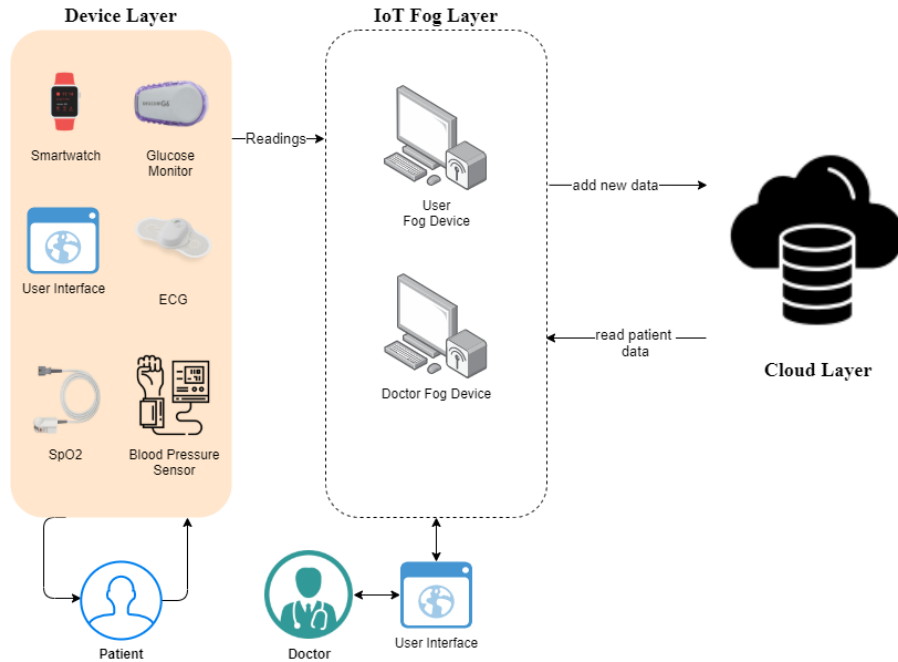 Device Layer
IoT Fog Layer
Smartwatch
Glucose
Monitor
User Interface
ECG
SpO2
Blood Pressure
Sensor
Readings
User
Fog Device
Doctor Fog Device
add new data
read patient
data
Cloud Layer
Patient
Doctor
User Interface